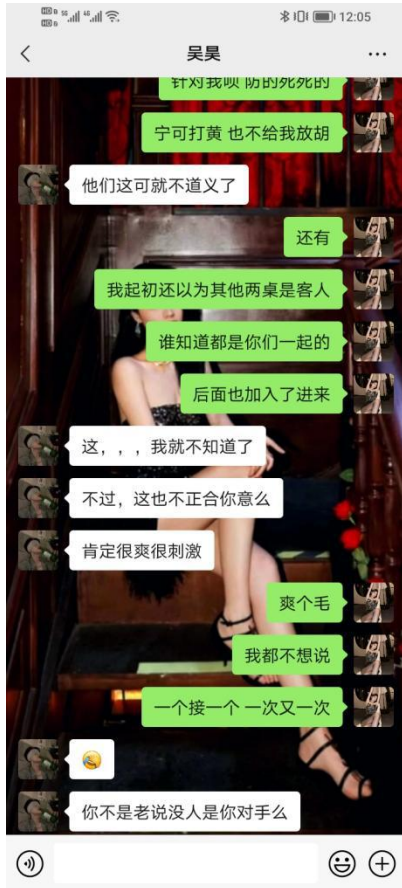 12:05
吴昊
针对我呗 防的死死的
宁可打黄 也不给我放胡
他们这可就不道义了
还有
我起初还以为其他两桌是客人
谁知道都是你们一起的
后面也加入了进来
这，，，我就不知道了
不过，这也不正合你意么
肯定很爽很刺激
爽个毛
我都不想说
一个接一个 一次又一次
你不是老说没人是你对手么